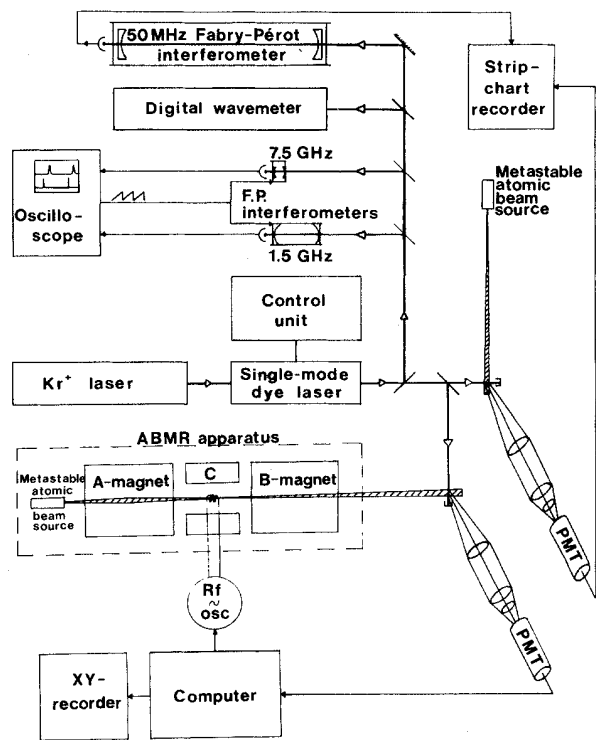 50 MHz Fabry-Pérot
interferometer
Strip-
chart
recorder
Digital wavemeter
7.5 GHz
Metastable
atomic
beam
source
Oscillo-
scope
F.P.
interferometers
1.5 GHz
Control
unit
Kr+ laser
Single-mode
dye laser
ABMR apparatus
Metastable
atomic
beam
source
A-magnet
C
B-magnet
PMT
Rf
~
osc
PMT
XY-
recorder
Computer